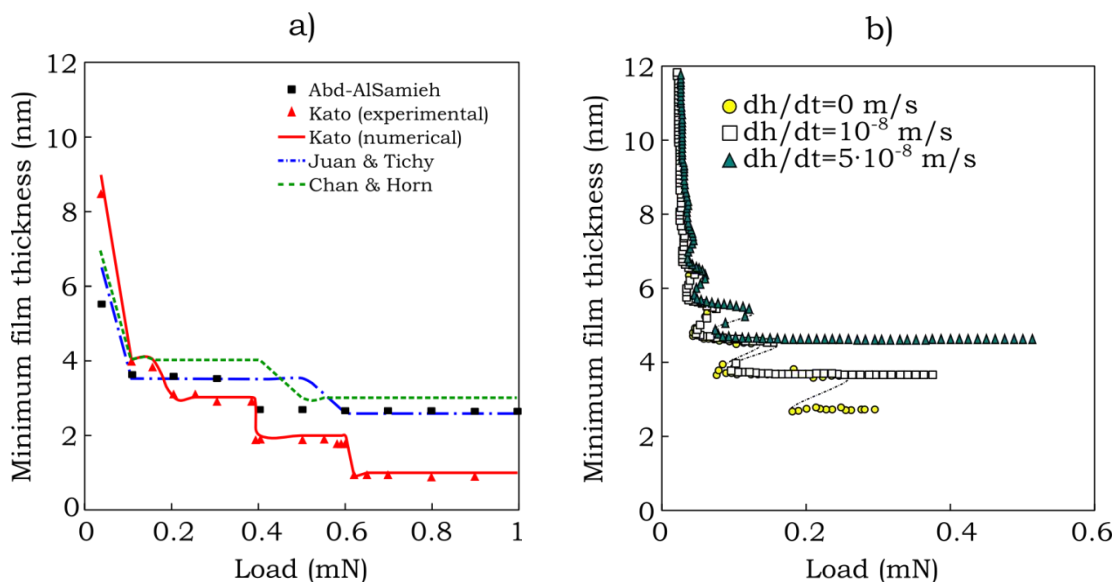 a)
Minimum film thickness (nm)
12
10
8
6
4
2
0
Abd-AlSamieh
Kato (experimental)
Kato (numerical)
Juan & Tichy
Chan & Horn
0
0.2
0.4
0.6
0.8
1
Load (mN)
b)
Minimum film thickness (nm)
12
10
8
6
4
2
0
dh/dt=0 m/s
dh/dt=10⁻⁸ m/s
dh/dt=5·10⁻⁸ m/s
0
0.2
0.4
0.6
Load (mN)